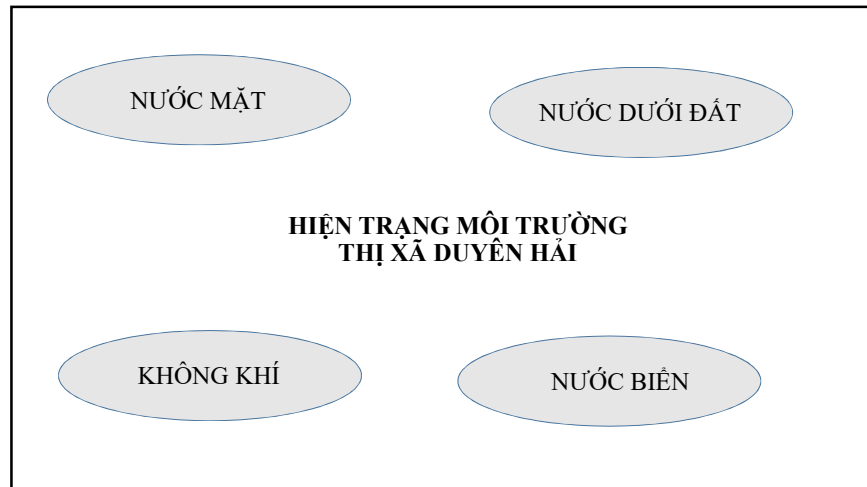 NƯỚC MẶT
NƯỚC DƯỚI ĐẤT
HIỆN TRẠNG MÔI TRƯỜNG
THỊ XÃ DUYÊN HẢI
KHÔNG KHÍ
NƯỚC BIỂN